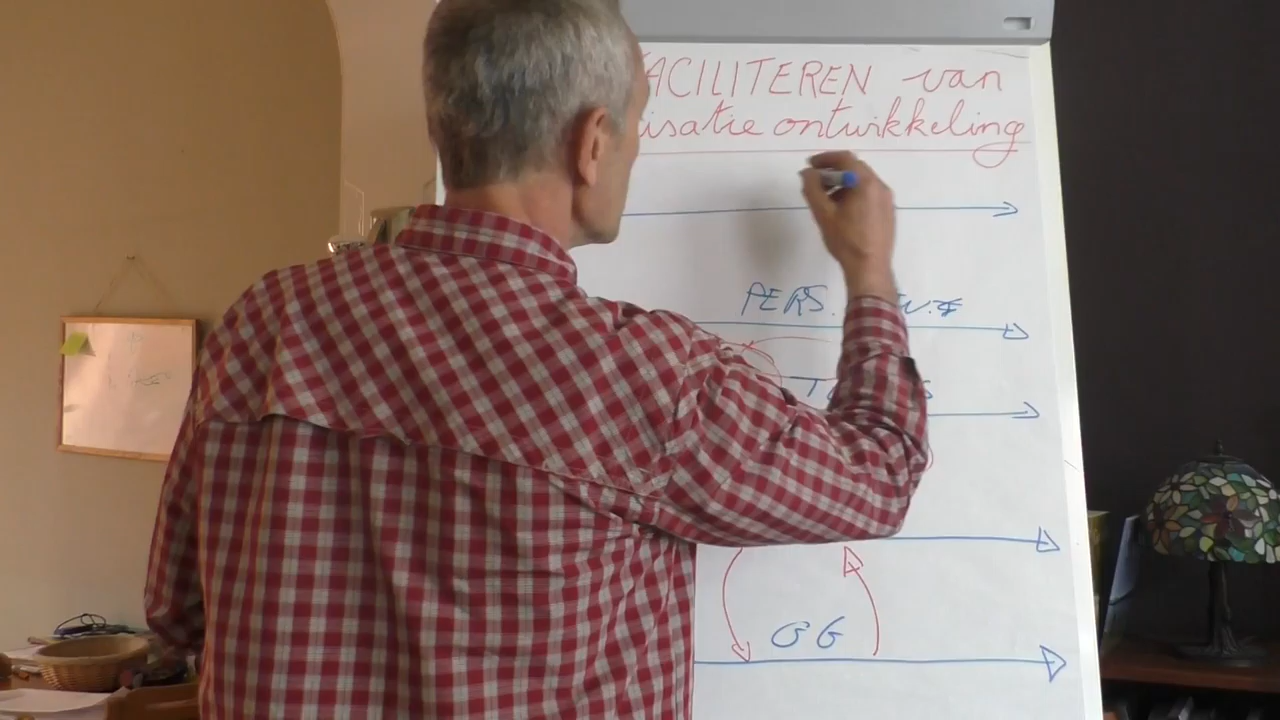 ACILITEREN van
isatie ontwikkeling
PERS.
GG